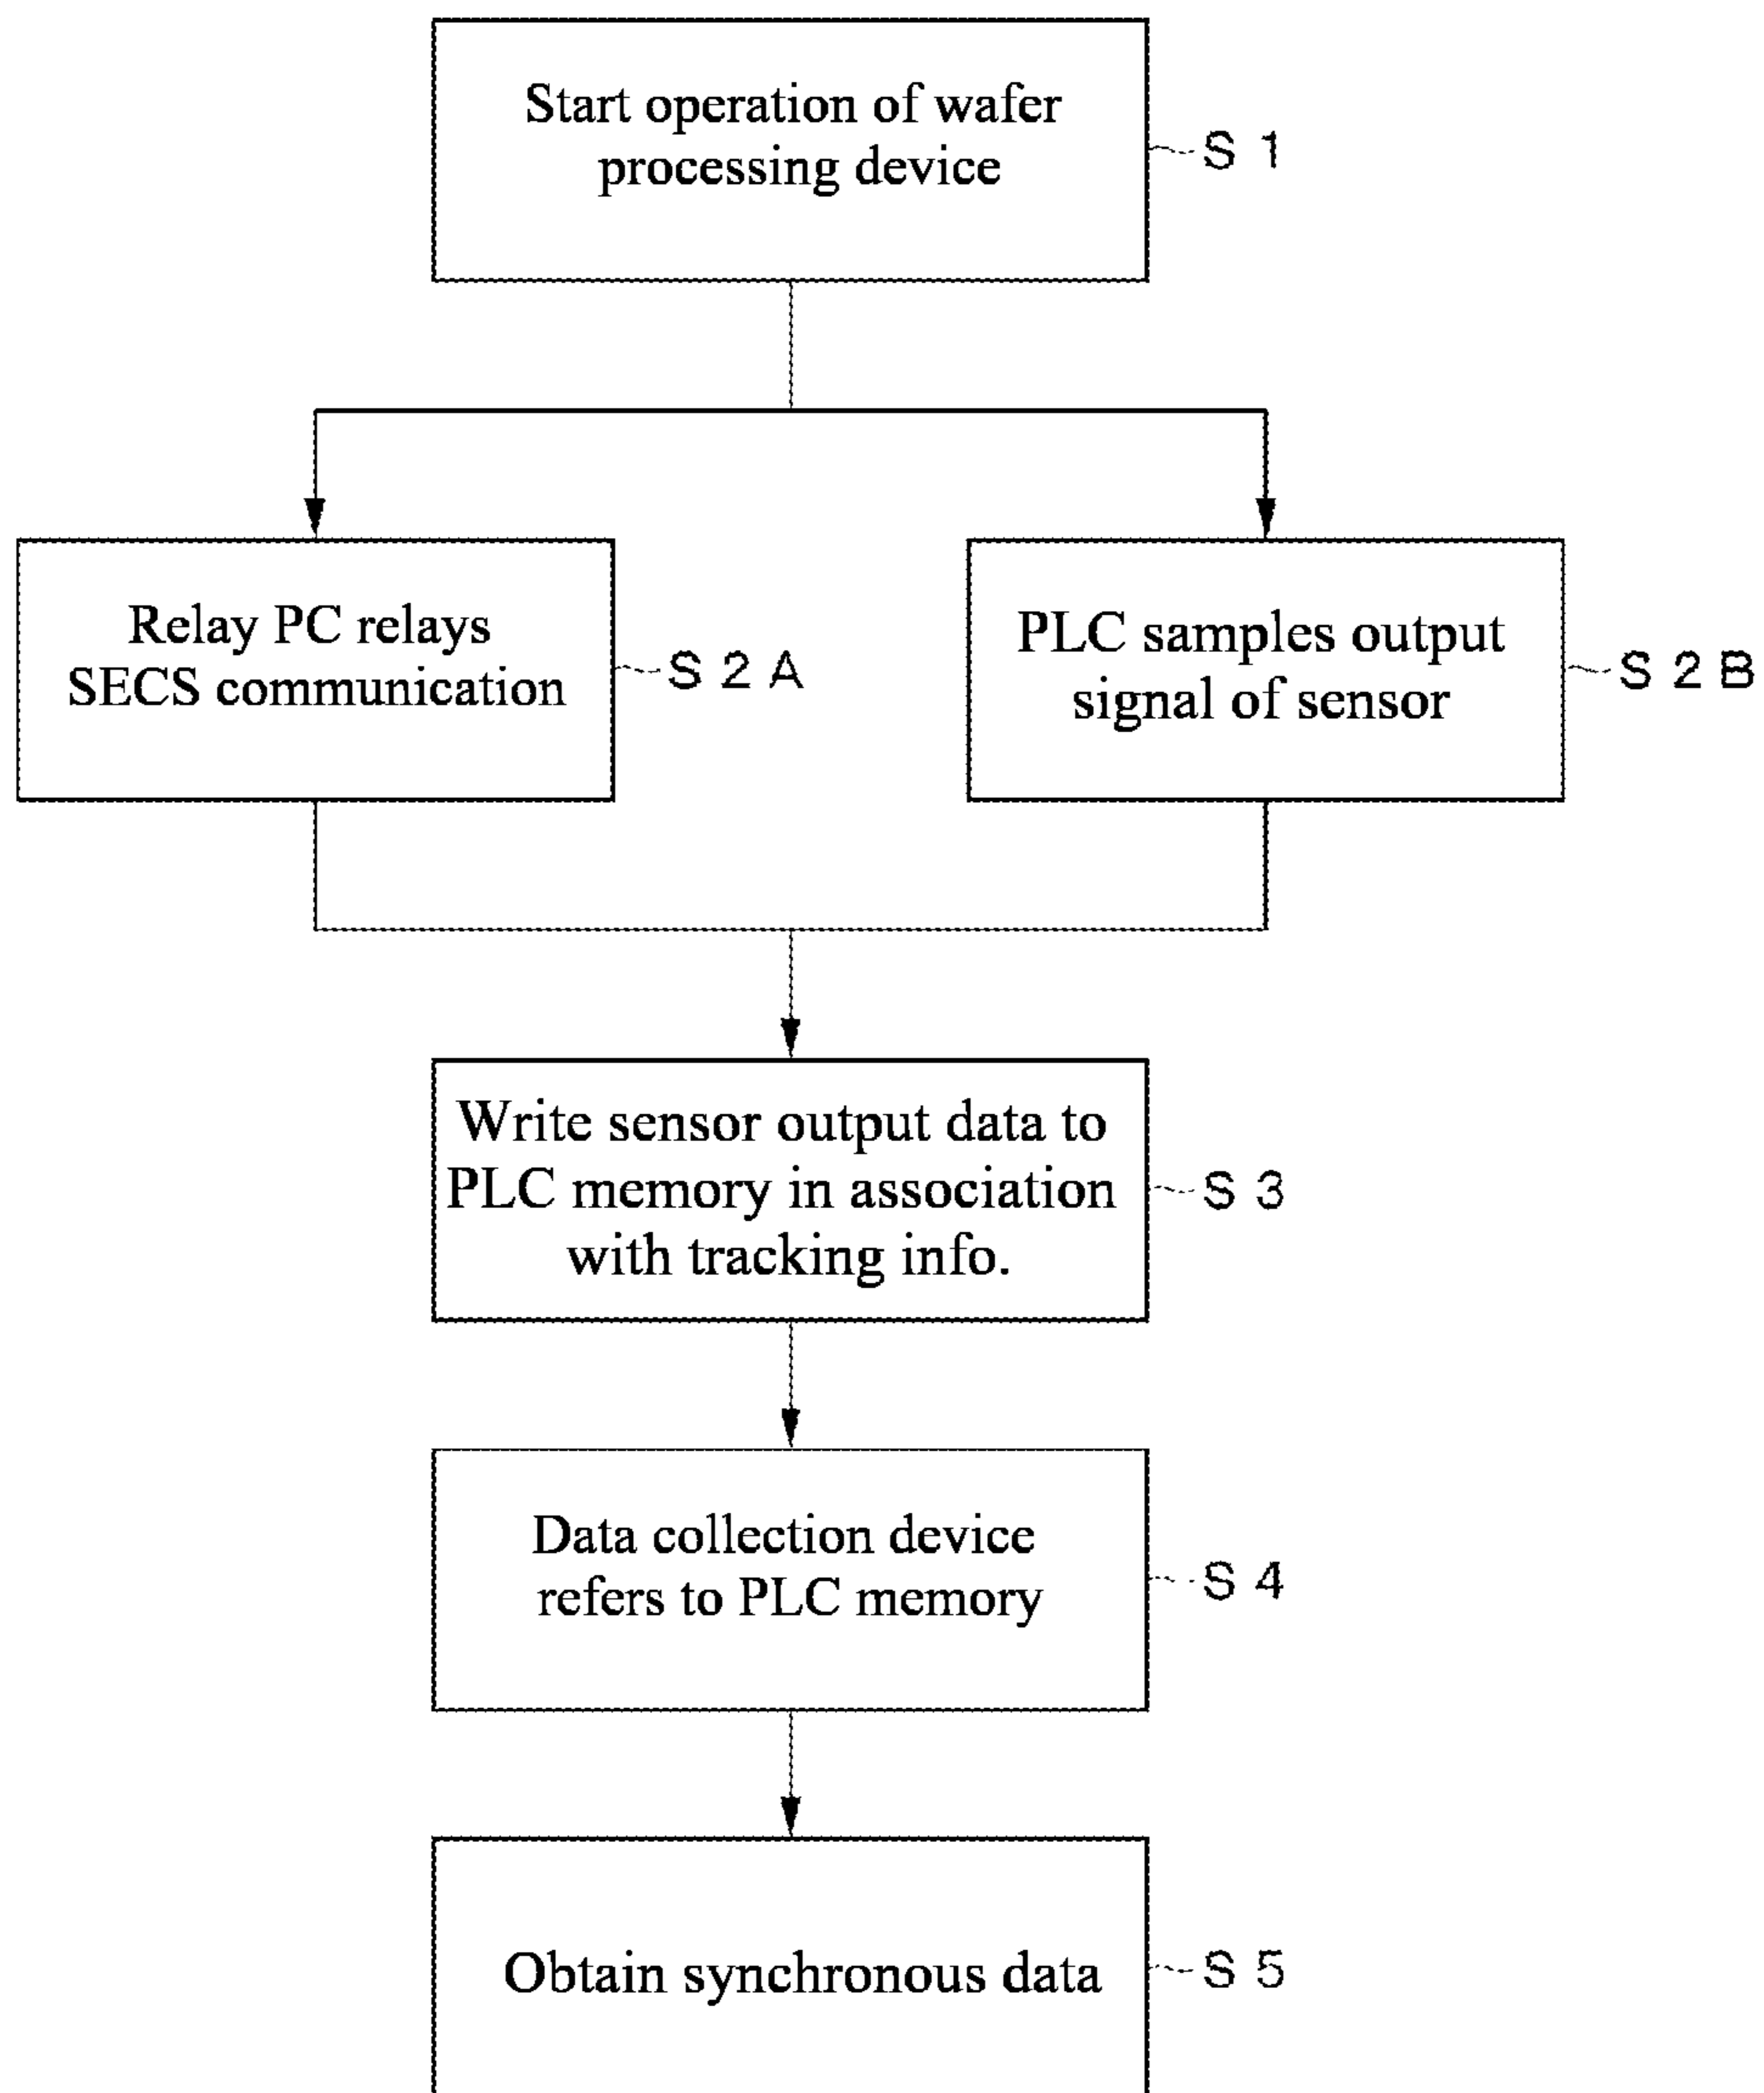 Start operation of wafer
processing device
S 1
Relay PC relays
SECS communication
S 2 A
PLC samples output
signal of sensor
S 2 B
Write sensor output data to
PLC memory in association
with tracking info.
S 3
Data collection device
refers to PLC memory
S 4
Obtain synchronous data
S 5